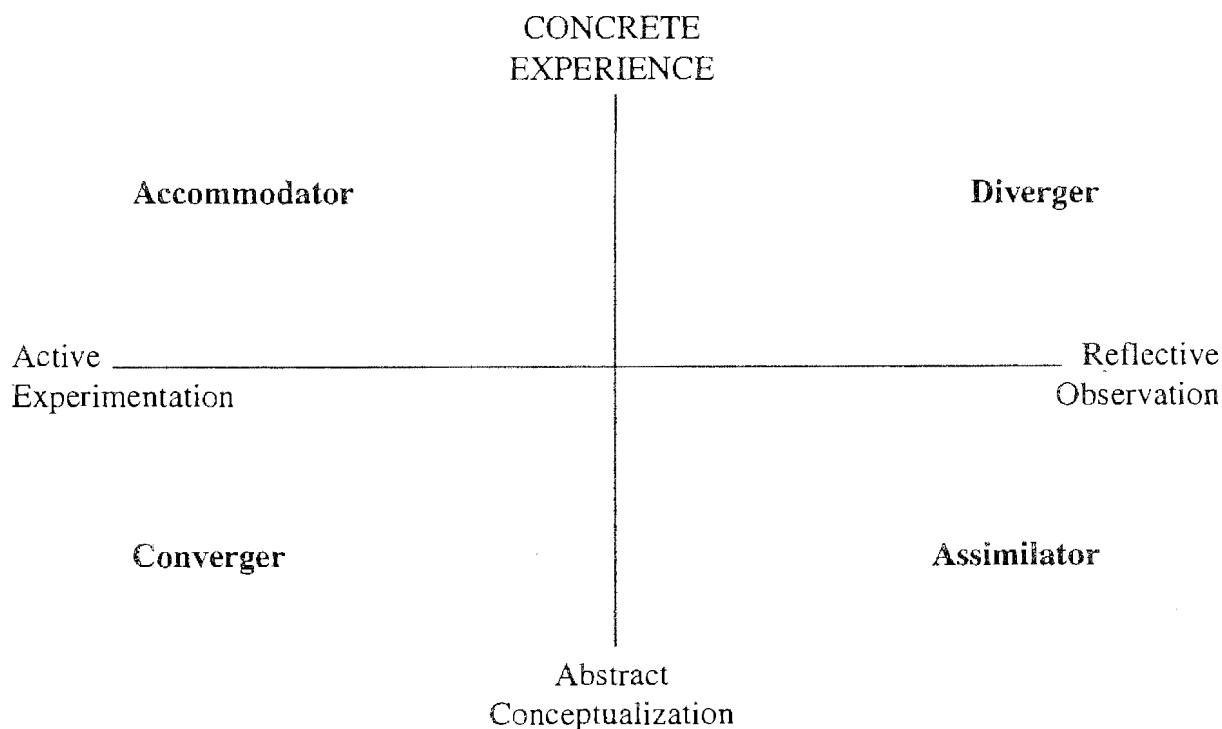 CONCRETE
EXPERIENCE
Accommodator
Diverger
Active
Experimentation
Reflective
Observation
Converger
Assimilator
Abstract
Conceptualization